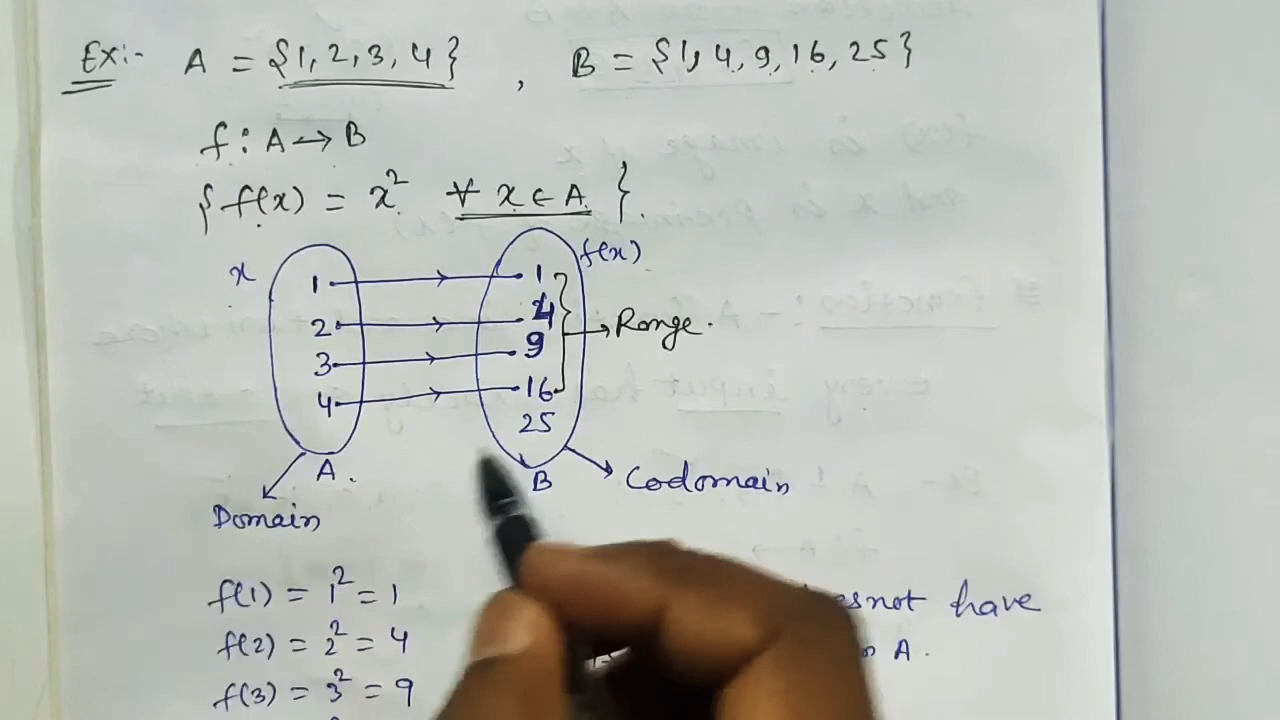 Ex:- A = {1, 2, 3, 4} , B = {1, 4, 9, 16, 25}
f : A → B
{ f(x) = x² ∀ x ∈ A }.
x f(x)
1 1
2 4
3 9
4 16
25
Range.
A. B
Domain
Codomain
f(1) = 1² = 1
f(2) = 2² = 4
f(3) = 3² = 9
not have
A.